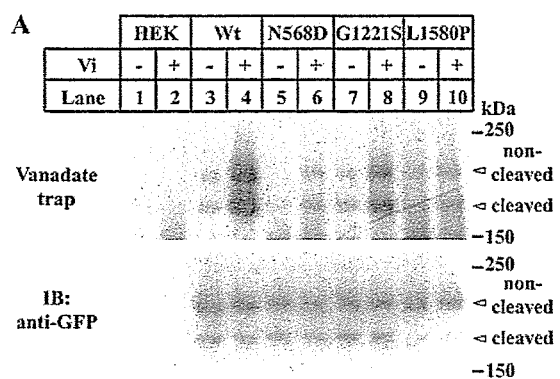 A
HEK Wt N568D G1221S L1580P
Vi - + - + - + - + - +
Lane 1 2 3 4 5 6 7 8 9 10 kDa
-250
non-
Vanadate trap
cleaved
cleaved
-150
-250
non-
IB: anti-GFP
cleaved
cleaved
-150